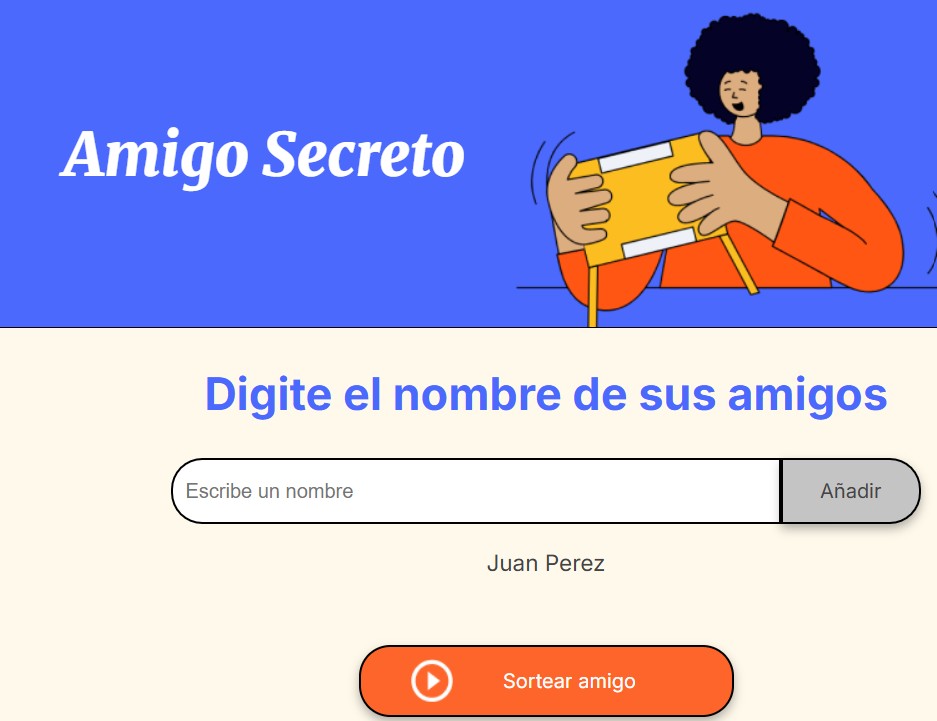 Amigo Secreto
Digite el nombre de sus amigos
Escribe un nombre
Añadir
Juan Perez
Sortear amigo